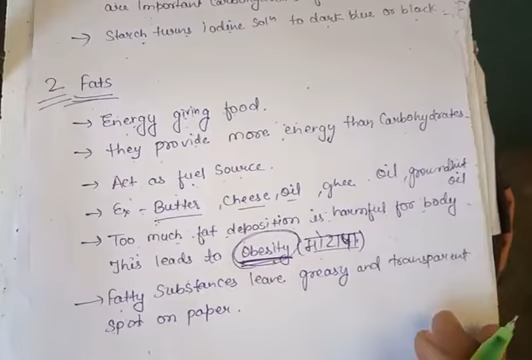 are Important Carbohy
→ Starch turns iodine solⁿ to dark blue or black.
2 Fats
→ Energy giving food.
→ they provide more energy than Carbohydrates.
→ Act as fuel source.
→ Ex - Butter, cheese, oil, ghee oil, groundnut oil
→ Too much fat deposition is harmful for body.
This leads to obesity (मोटापा)
→ Fatty Substances leave greasy and transparent
spot on paper.